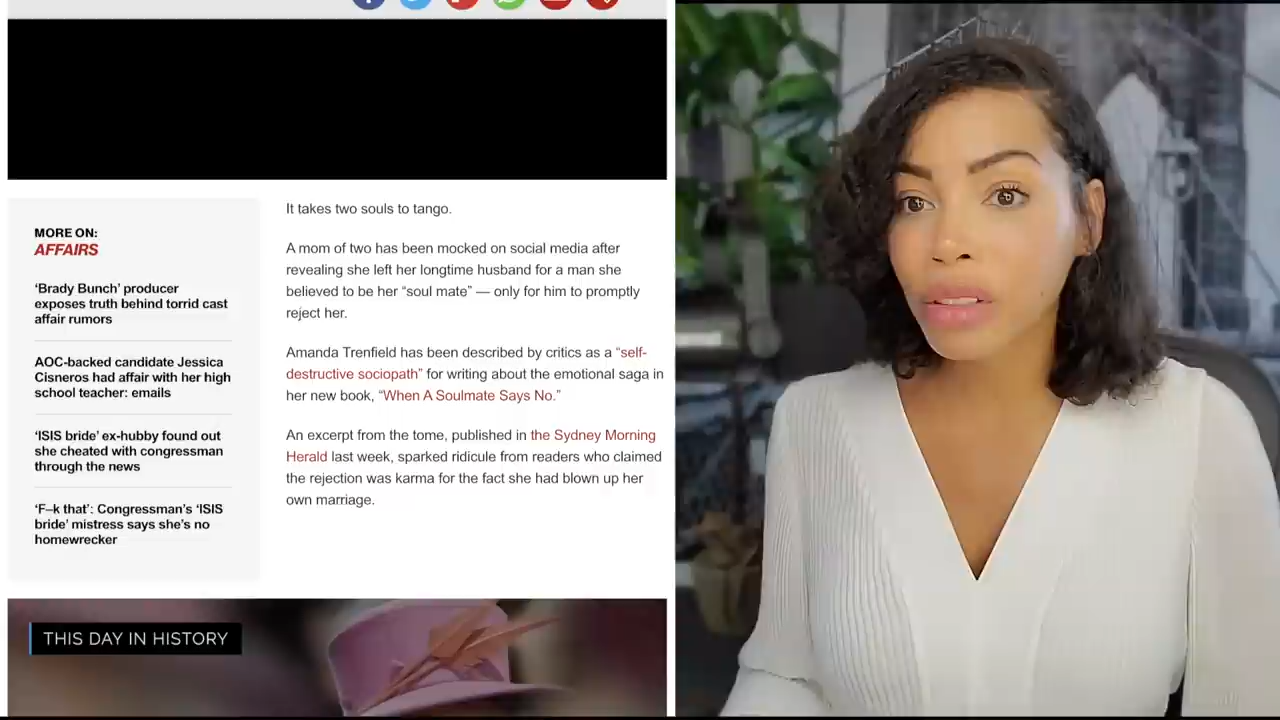 MORE ON:
AFFAIRS
‘Brady Bunch’ producer
exposes truth behind torrid cast
affair rumors
AOC-backed candidate Jessica
Cisneros had affair with her high
school teacher: emails
‘ISIS bride’ ex-hubby found out
she cheated with congressman
through the news
‘F–k that’: Congressman’s ‘ISIS
bride’ mistress says she’s no
homewrecker
It takes two souls to tango.
A mom of two has been mocked on social media after
revealing she left her longtime husband for a man she
believed to be her “soul mate” — only for him to promptly
reject her.
Amanda Trenfield has been described by critics as a “self-
destructive sociopath” for writing about the emotional saga in
her new book, “When A Soulmate Says No.”
An excerpt from the tome, published in the Sydney Morning
Herald last week, sparked ridicule from readers who claimed
the rejection was karma for the fact she had blown up her
own marriage.
THIS DAY IN HISTORY